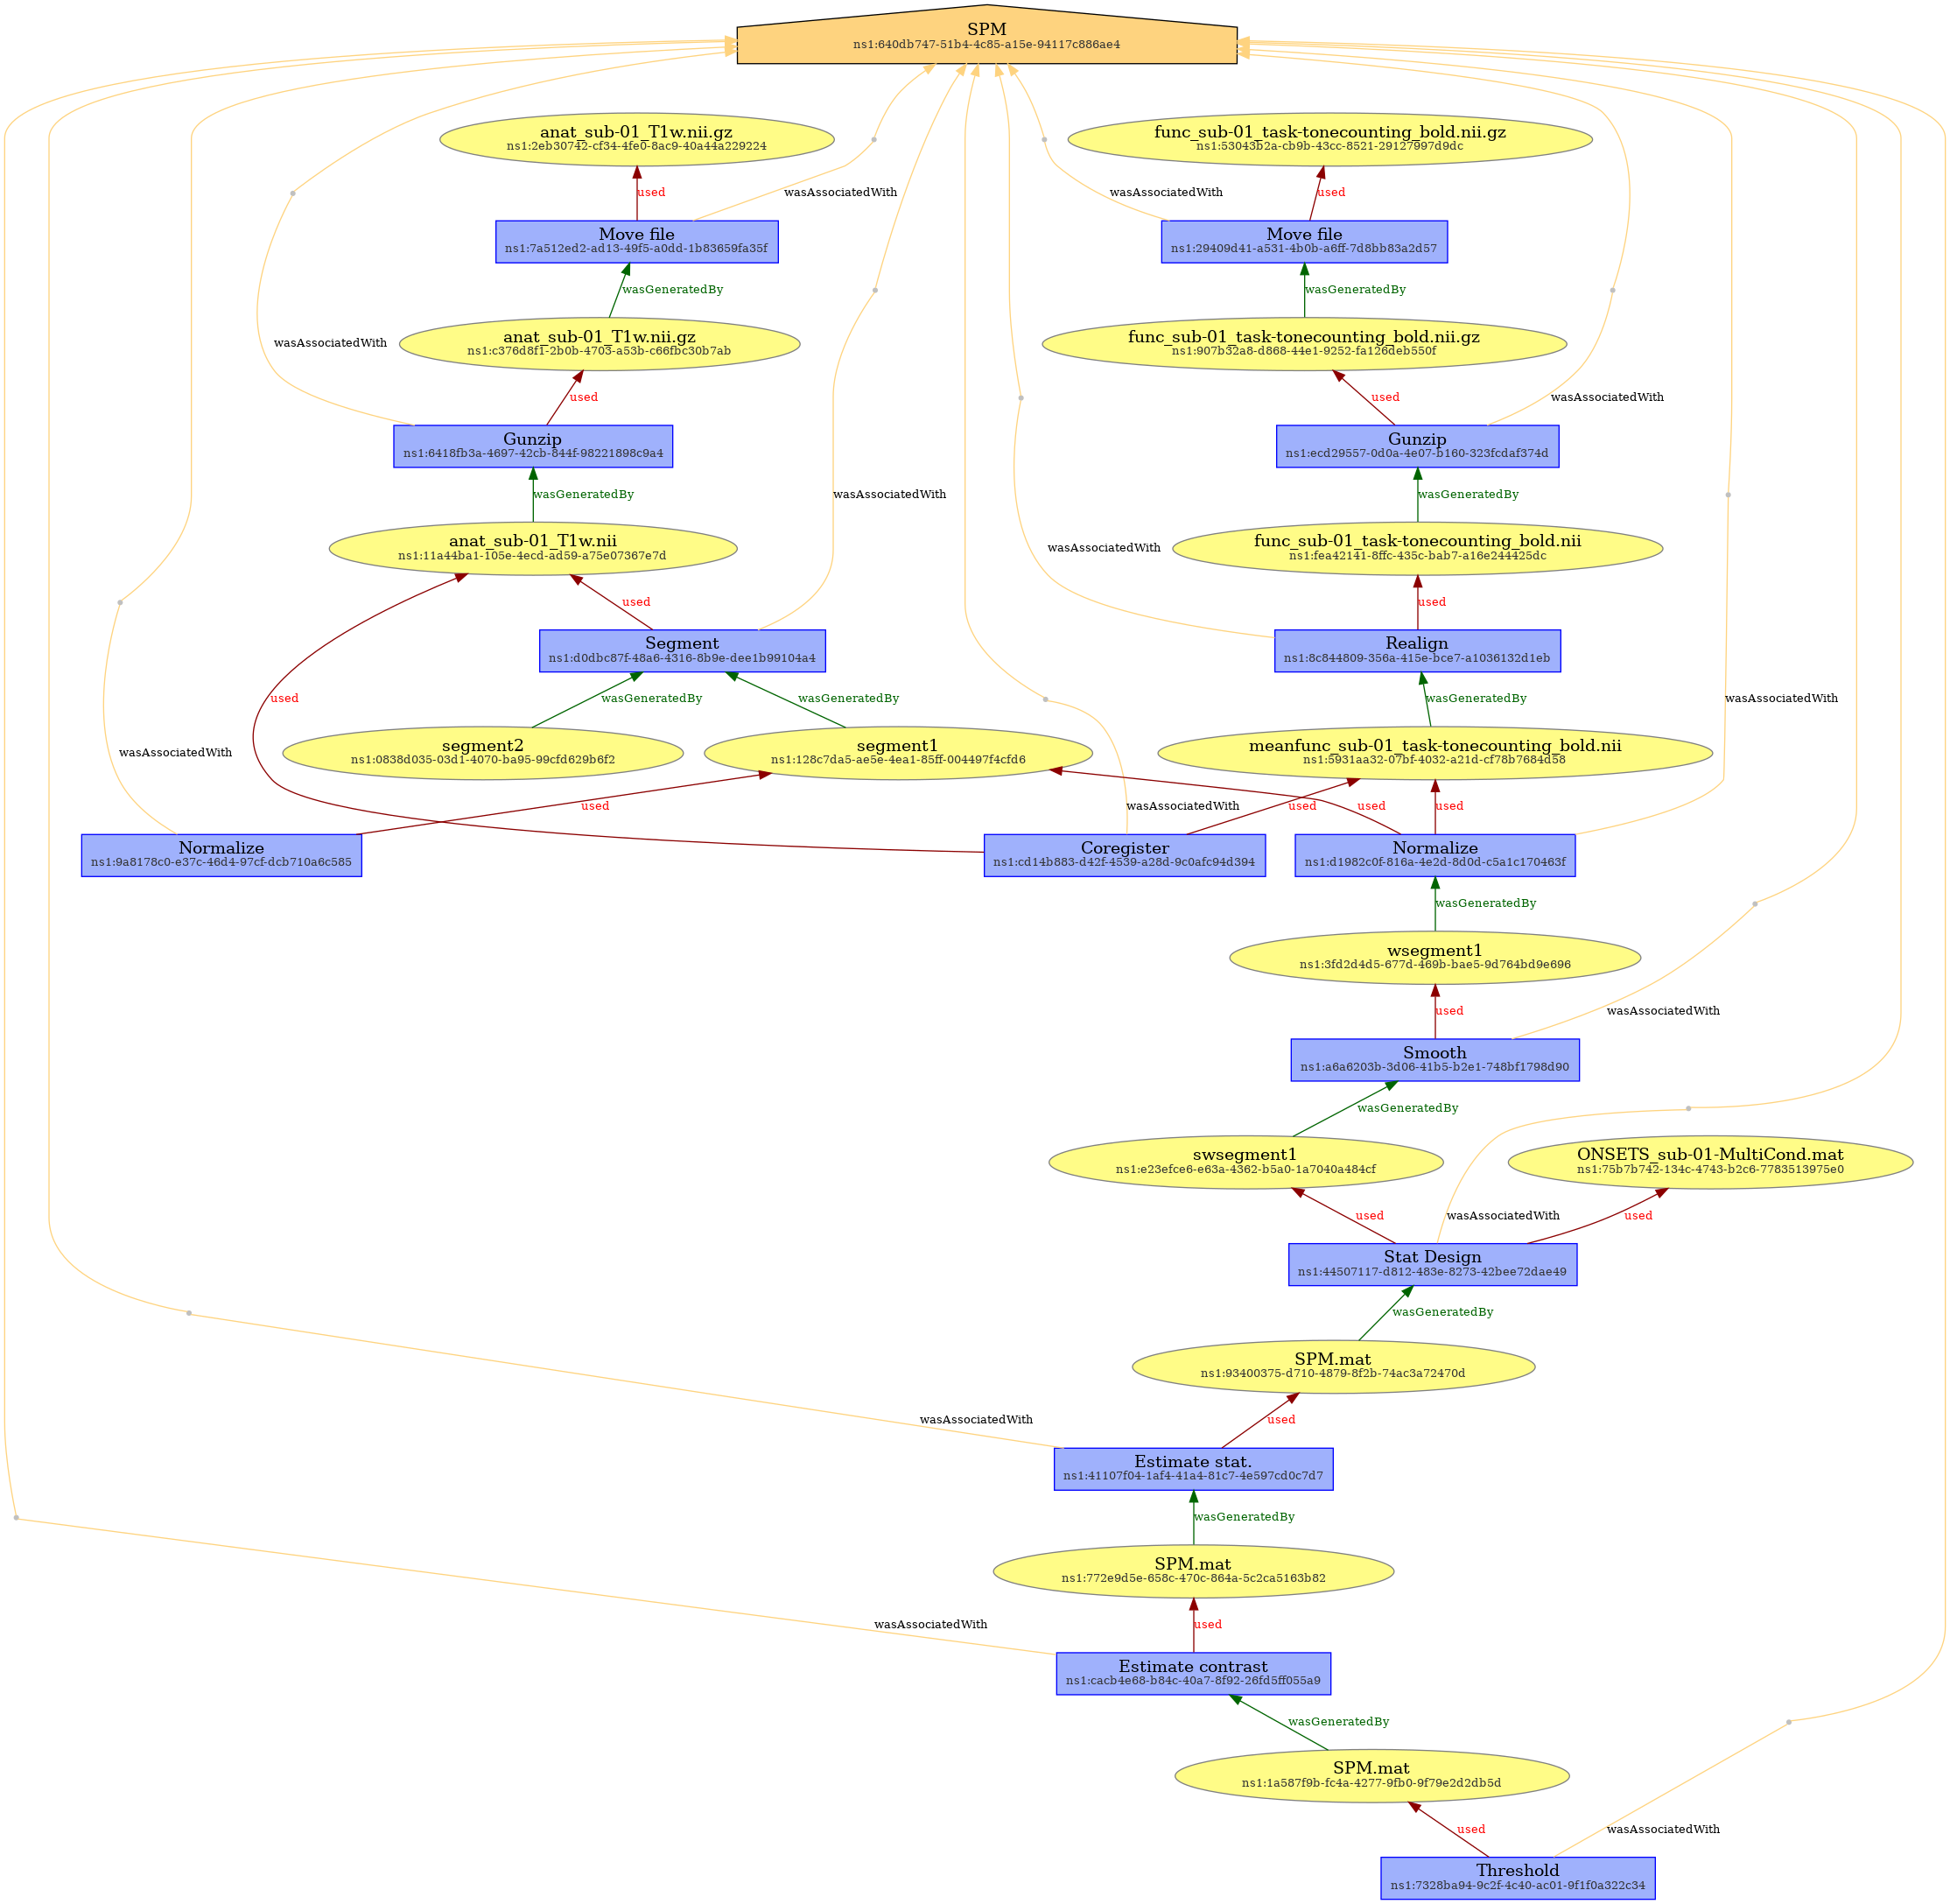 SPM
ns1:640db747-51b4-4c85-a15e-94117c886ae4
anat_sub-01_T1w.nii.gz
ns1:2eb30742-cf34-4fe0-8ac9-40a44a229224
func_sub-01_task-tonecounting_bold.nii.gz
ns1:53043b2a-cb9b-43cc-8521-29127997d9dc
used
wasAssociatedWith
wasAssociatedWith
used
Move file
ns1:7a512ed2-ad13-49f5-a0dd-1b83659fa35f
Move file
ns1:29409d41-a531-4b0b-a6ff-7d8bb83a2d57
wasGeneratedBy
wasGeneratedBy
wasAssociatedWith
anat_sub-01_T1w.nii.gz
ns1:c376d8f1-2b0b-4703-a53b-c66fbc30b7ab
func_sub-01_task-tonecounting_bold.nii.gz
ns1:907b32a8-d868-44e1-9252-fa126deb550f
used
used
wasAssociatedWith
Gunzip
ns1:6418fb3a-4697-42cb-844f-98221898c9a4
Gunzip
ns1:ecd29557-0d0a-4e07-b160-323fcdaf374d
wasGeneratedBy
wasAssociatedWith
wasGeneratedBy
anat_sub-01_T1w.nii
ns1:11a44ba1-105e-4ecd-ad59-a75e07367e7d
wasAssociatedWith
func_sub-01_task-tonecounting_bold.nii
ns1:fea42141-8ffc-435c-bab7-a16e244425dc
used
used
Segment
ns1:d0dbc87f-48a6-4316-8b9e-dee1b99104a4
Realign
ns1:8c844809-356a-415e-bce7-a1036132d1eb
used
wasGeneratedBy
wasGeneratedBy
wasGeneratedBy
wasAssociatedWith
wasAssociatedWith
segment2
ns1:0838d035-03d1-4070-ba95-99cfd629b6f2
segment1
ns1:128c7da5-ae5e-4ea1-85ff-004497f4cfd6
meanfunc_sub-01_task-tonecounting_bold.nii
ns1:5931aa32-07bf-4032-a21d-cf78b7684d58
used
wasAssociatedWith
used
used
used
Normalize
ns1:9a8178c0-e37c-46d4-97cf-dcb710a6c585
Coregister
ns1:cd14b883-d42f-4539-a28d-9c0afc94d394
Normalize
ns1:d1982c0f-816a-4e2d-8d0d-c5a1c170463f
wasGeneratedBy
wsegment1
ns1:3fd2d4d5-677d-469b-bae5-9d764bd9e696
used
wasAssociatedWith
Smooth
ns1:a6a6203b-3d06-41b5-b2e1-748bf1798d90
wasGeneratedBy
swsegment1
ns1:e23efce6-e63a-4362-b5a0-1a7040a484cf
ONSETS_sub-01-MultiCond.mat
ns1:75b7b742-134c-4743-b2c6-7783513975e0
used
wasAssociatedWith
used
Stat Design
ns1:44507117-d812-483e-8273-42bee72dae49
wasGeneratedBy
SPM.mat
ns1:93400375-d710-4879-8f2b-74ac3a72470d
wasAssociatedWith
used
Estimate stat.
ns1:41107f04-1af4-41a4-81c7-4e597cd0c7d7
wasGeneratedBy
SPM.mat
ns1:772e9d5e-658c-470c-864a-5c2ca5163b82
wasAssociatedWith
used
Estimate contrast
ns1:cacb4e68-b84c-40a7-8f92-26fd5ff055a9
wasGeneratedBy
SPM.mat
ns1:1a587f9b-fc4a-4277-9fb0-9f79e2d2db5d
used
wasAssociatedWith
Threshold
ns1:7328ba94-9c2f-4c40-ac01-9f1f0a322c34